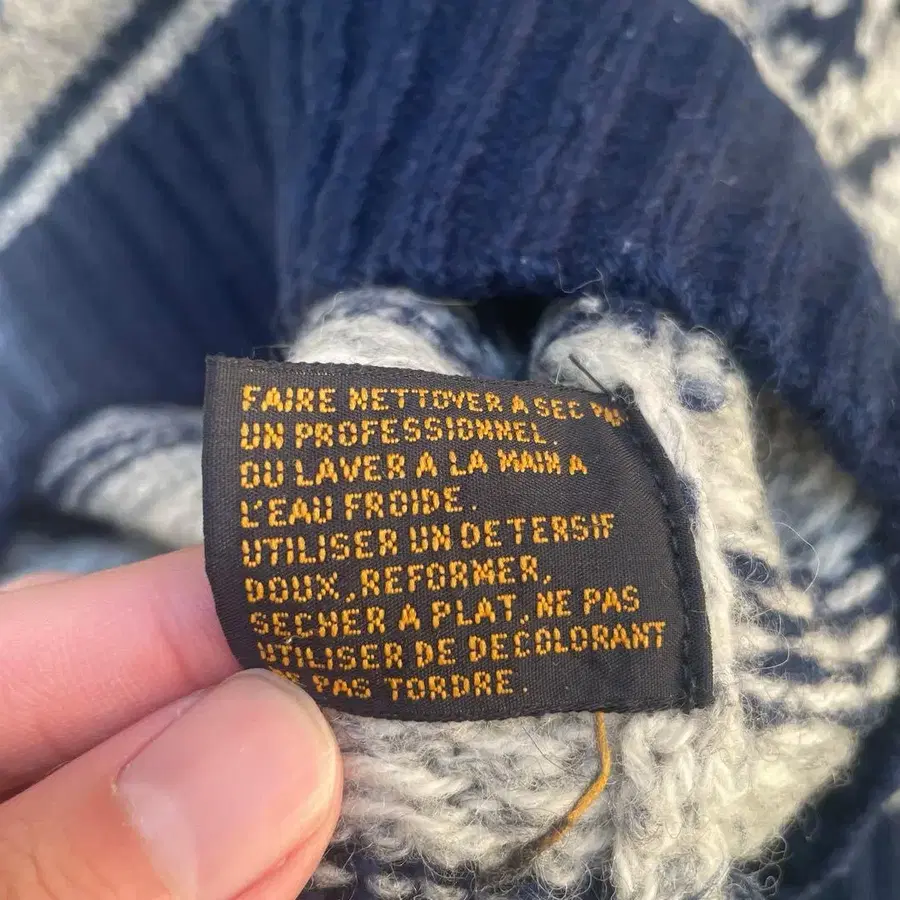 FAIRE NETTOYER A SEC PAR
UN PROFESSIONNEL.
OU LAVER A LA MAIN A
L'EAU FROIDE.
UTILISER UN DETERSIF
DOUX, REFORMER,
SECHER A PLAT, NE PAS
UTILISER DE DECOLORANT
NE PAS TORDRE.